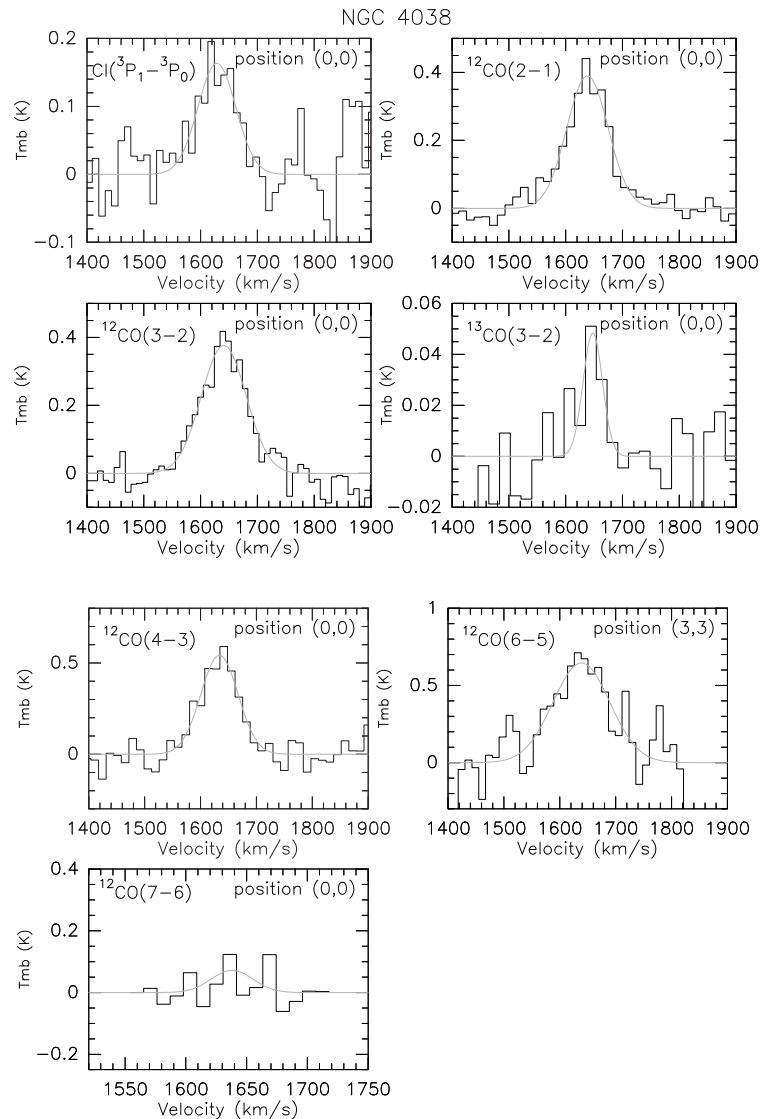 NGC 4038
CI(³P₁−³P₀) position (0,0)
Tmb (K)
0.2
0.1
0
−0.1
1400 1500 1600 1700 1800 1900
Velocity (km/s)
¹²CO(2−1) position (0,0)
Tmb (K)
0.4
0.2
0
1400 1500 1600 1700 1800 1900
Velocity (km/s)
¹²CO(3−2) position (0,0)
Tmb (K)
0.4
0.2
0
1400 1500 1600 1700 1800 1900
Velocity (km/s)
¹³CO(3−2) position (0,0)
Tmb (K)
0.06
0.04
0.02
0
−0.02
1400 1500 1600 1700 1800 1900
Velocity (km/s)
¹²CO(4−3) position (0,0)
Tmb (K)
0.5
0
1400 1500 1600 1700 1800 1900
Velocity (km/s)
¹²CO(6−5) position (3,3)
Tmb (K)
1
0.5
0
1400 1500 1600 1700 1800 1900
Velocity (km/s)
¹²CO(7−6) position (0,0)
Tmb (K)
0.4
0.2
0
−0.2
1550 1600 1650 1700 1750
Velocity (km/s)